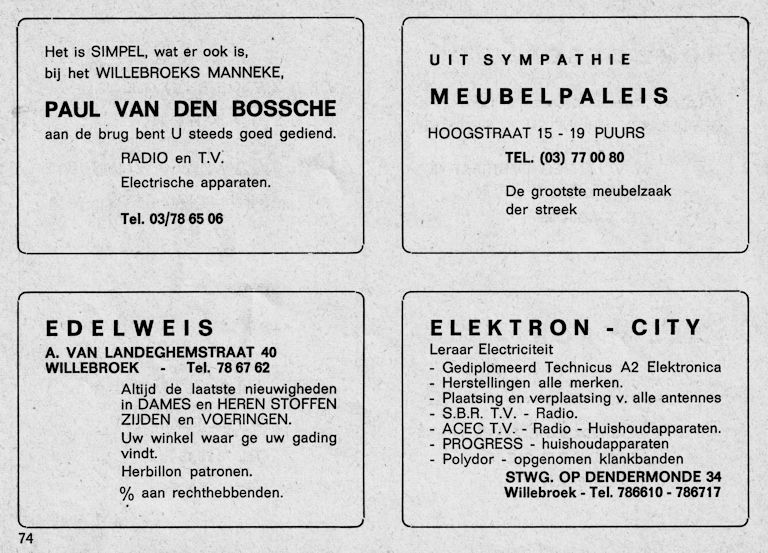 Het is SIMPEL, wat er ook is,
bij het WILLEBROEKS MANNEKE,
PAUL VAN DEN BOSSCHE
aan de brug bent U steeds goed gediend.
RADIO en T.V.
Electrische apparaten.
Tel. 03/78 65 06
UIT SYMPATHIE
MEUBELPALEIS
HOOGSTRAAT 15 - 19 PUURS
TEL. (03) 77 00 80
De grootste meubelzaak
der streek
EDELWEIS
A. VAN LANDEGHEMSTRAAT 40
WILLEBROEK - Tel. 78 67 62
Altijd de laatste nieuwigheden
in DAMES en HEREN STOFFEN
ZIJDEN en VOERINGEN.
Uw winkel waar ge uw gading
vindt.
Herbillon patronen.
% aan rechthebbenden.
ELEKTRON - CITY
Leraar Electriciteit
- Gediplomeerd Technicus A2 Elektronica
- Herstellingen alle merken.
- Plaatsing en verplaatsing v. alle antennes
- S.B.R. T.V. - Radio.
- ACEC T.V. - Radio - Huishoudapparaten.
- PROGRESS - huishoudapparaten
- Polydor - opgenomen klankbanden
STWG. OP DENDERMONDE 34
Willebroek - Tel. 786610 - 786717
74